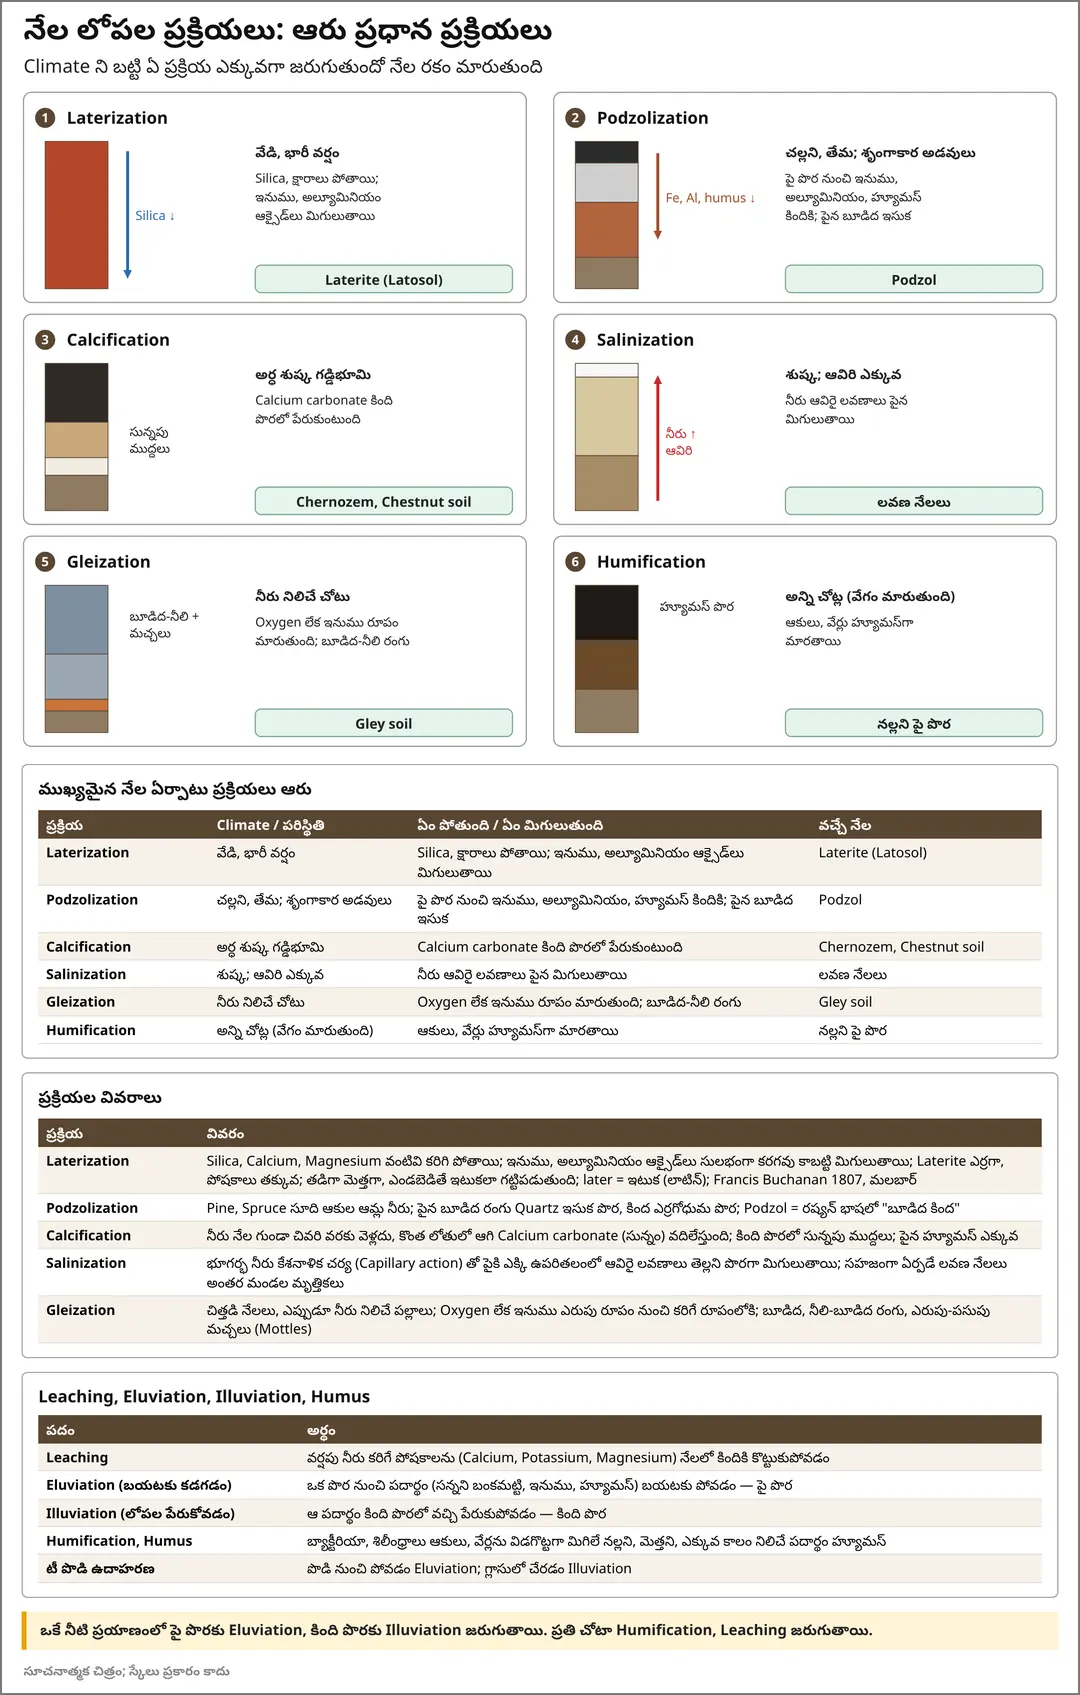 నేల లోపల ప్రక్రియలు: ఆరు ప్రధాన ప్రక్రియలు
Climate ని బట్టి ఏ ప్రక్రియ ఎక్కువగా జరుగుతుందో నేల రకం మారుతుంది
1 Laterization
వేడి, భారీ వర్షం
Silica, క్షారాలు పోతాయి;
ఇనుము, అల్యూమినియం
ఆక్సైడ్‌లు మిగులుతాయి
Silica ↓
Laterite (Latosol)
2 Podzolization
చల్లని, తేమ; శృంగాకార అడవులు
పై పొర నుంచి ఇనుము,
అల్యూమినియం, హ్యూమస్
కిందికి; పైన బూడిద ఇసుక
Fe, Al, humus ↓
Podzol
3 Calcification
అర్ధ శుష్క గడ్డిభూమి
Calcium carbonate కింది
పొరలో పేరుకుంటుంది
సున్నపు
ముద్దలు
Chernozem, Chestnut soil
4 Salinization
శుష్క; ఆవిరి ఎక్కువ
నీరు ఆవిరై లవణాలు పైన
మిగులుతాయి
నీరు ↑
ఆవిరి
లవణ నేలలు
5 Gleization
నీరు నిలిచే చోటు
Oxygen లేక ఇనుము రూపం
మారుతుంది; బూడిద-నీలి రంగు
బూడిద-నీలి +
మచ్చలు
Gley soil
6 Humification
అన్ని చోట్ల (వేగం మారుతుంది)
ఆకులు, వేర్లు హ్యూమస్‌గా
మారతాయి
హ్యూమస్ పొర
నల్లని పై పొర
ముఖ్యమైన నేల ఏర్పాటు ప్రక్రియలు ఆరు
ప్రక్రియ Climate / పరిస్థితి ఏం పోతుంది / ఏం మిగులుతుంది వచ్చే నేల
Laterization వేడి, భారీ వర్షం Silica, క్షారాలు పోతాయి; ఇనుము, అల్యూమినియం ఆక్సైడ్‌లు Laterite (Latosol)
మిగులుతాయి
Podzolization చల్లని, తేమ; శృంగాకార అడవులు పై పొర నుంచి ఇనుము, అల్యూమినియం, హ్యూమస్ కిందికి; పైన బూడిద Podzol
ఇసుక
Calcification అర్ధ శుష్క గడ్డిభూమి Calcium carbonate కింది పొరలో పేరుకుంటుంది Chernozem, Chestnut soil
Salinization శుష్క; ఆవిరి ఎక్కువ నీరు ఆవిరై లవణాలు పైన మిగులుతాయి లవణ నేలలు
Gleization నీరు నిలిచే చోటు Oxygen లేక ఇనుము రూపం మారుతుంది; బూడిద-నీలి రంగు Gley soil
Humification అన్ని చోట్ల (వేగం మారుతుంది) ఆకులు, వేర్లు హ్యూమస్‌గా మారతాయి నల్లని పై పొర
ప్రక్రియల వివరాలు
ప్రక్రియ వివరం
Laterization Silica, Calcium, Magnesium వంటివి కరిగి పోతాయి; ఇనుము, అల్యూమినియం ఆక్సైడ్‌లు సులభంగా కరగవు కాబట్టి మిగులుతాయి; Laterite ఎర్రగా,
పోషకాలు తక్కువ; తడిగా మెత్తగా, ఎండబెడితే ఇటుకలా గట్టిపడుతుంది; later = ఇటుక (లాటిన్); Francis Buchanan 1807, మలబార్
Podzolization Pine, Spruce సూది ఆకుల ఆమ్ల నీరు; పైన బూడిద రంగు Quartz ఇసుక పొర, కింద ఎర్రగోధుమ పొర; Podzol = రష్యన్ భాషలో "బూడిద కింద"
Calcification నీరు నేల గుండా చివరి వరకు వెళ్లదు, కొంత లోతులో ఆగి Calcium carbonate (సున్నం) వదిలేస్తుంది; కింది పొరలో సున్నపు ముద్దలు; పైన హ్యూమస్ ఎక్కువ
Salinization భూగర్భ నీరు కేశనాళిక చర్య (Capillary action) తో పైకి ఎక్కి ఉపరితలంలో ఆవిరై లవణాలు తెల్లని పొరగా మిగులుతాయి; సహజంగా ఏర్పడే లవణ నేలలు
అంతర మండల మృత్తికలు
Gleization చిత్తడి నేలలు, ఎప్పుడూ నీరు నిలిచే పల్లాలు; Oxygen లేక ఇనుము ఎరుపు రూపం నుంచి కరిగే రూపంలోకి; బూడిద, నీలి-బూడిద రంగు, ఎరుపు-పసుపు
మచ్చలు (Mottles)
Leaching, Eluviation, Illuviation, Humus
పదం అర్థం
Leaching వర్షపు నీరు కరిగే పోషకాలను (Calcium, Potassium, Magnesium) నేలలో కిందికి కొట్టుకుపోవడం
Eluviation (బయటకు కడగడం) ఒక పొర నుంచి పదార్థం (సన్నని బంకమట్టి, ఇనుము, హ్యూమస్) బయటకు పోవడం — పై పొర
Illuviation (లోపల పేరుకోవడం) ఆ పదార్థం కింది పొరలో వచ్చి పేరుకుపోవడం — కింది పొర
Humification, Humus బ్యాక్టీరియా, శిలీంధ్రాలు ఆకులు, వేర్లను విడగొట్టగా మిగిలే నల్లని, మెత్తని, ఎక్కువ కాలం నిలిచే పదార్థం హ్యూమస్
టీ పొడి ఉదాహరణ పొడి నుంచి పోవడం Eluviation; గ్లాసులో చేరడం Illuviation
ఒకే నీటి ప్రయాణంలో పై పొరకు Eluviation, కింది పొరకు Illuviation జరుగుతాయి. ప్రతి చోటా Humification, Leaching జరుగుతాయి.
సూచనాత్మక చిత్రం; స్కేలు ప్రకారం కాదు